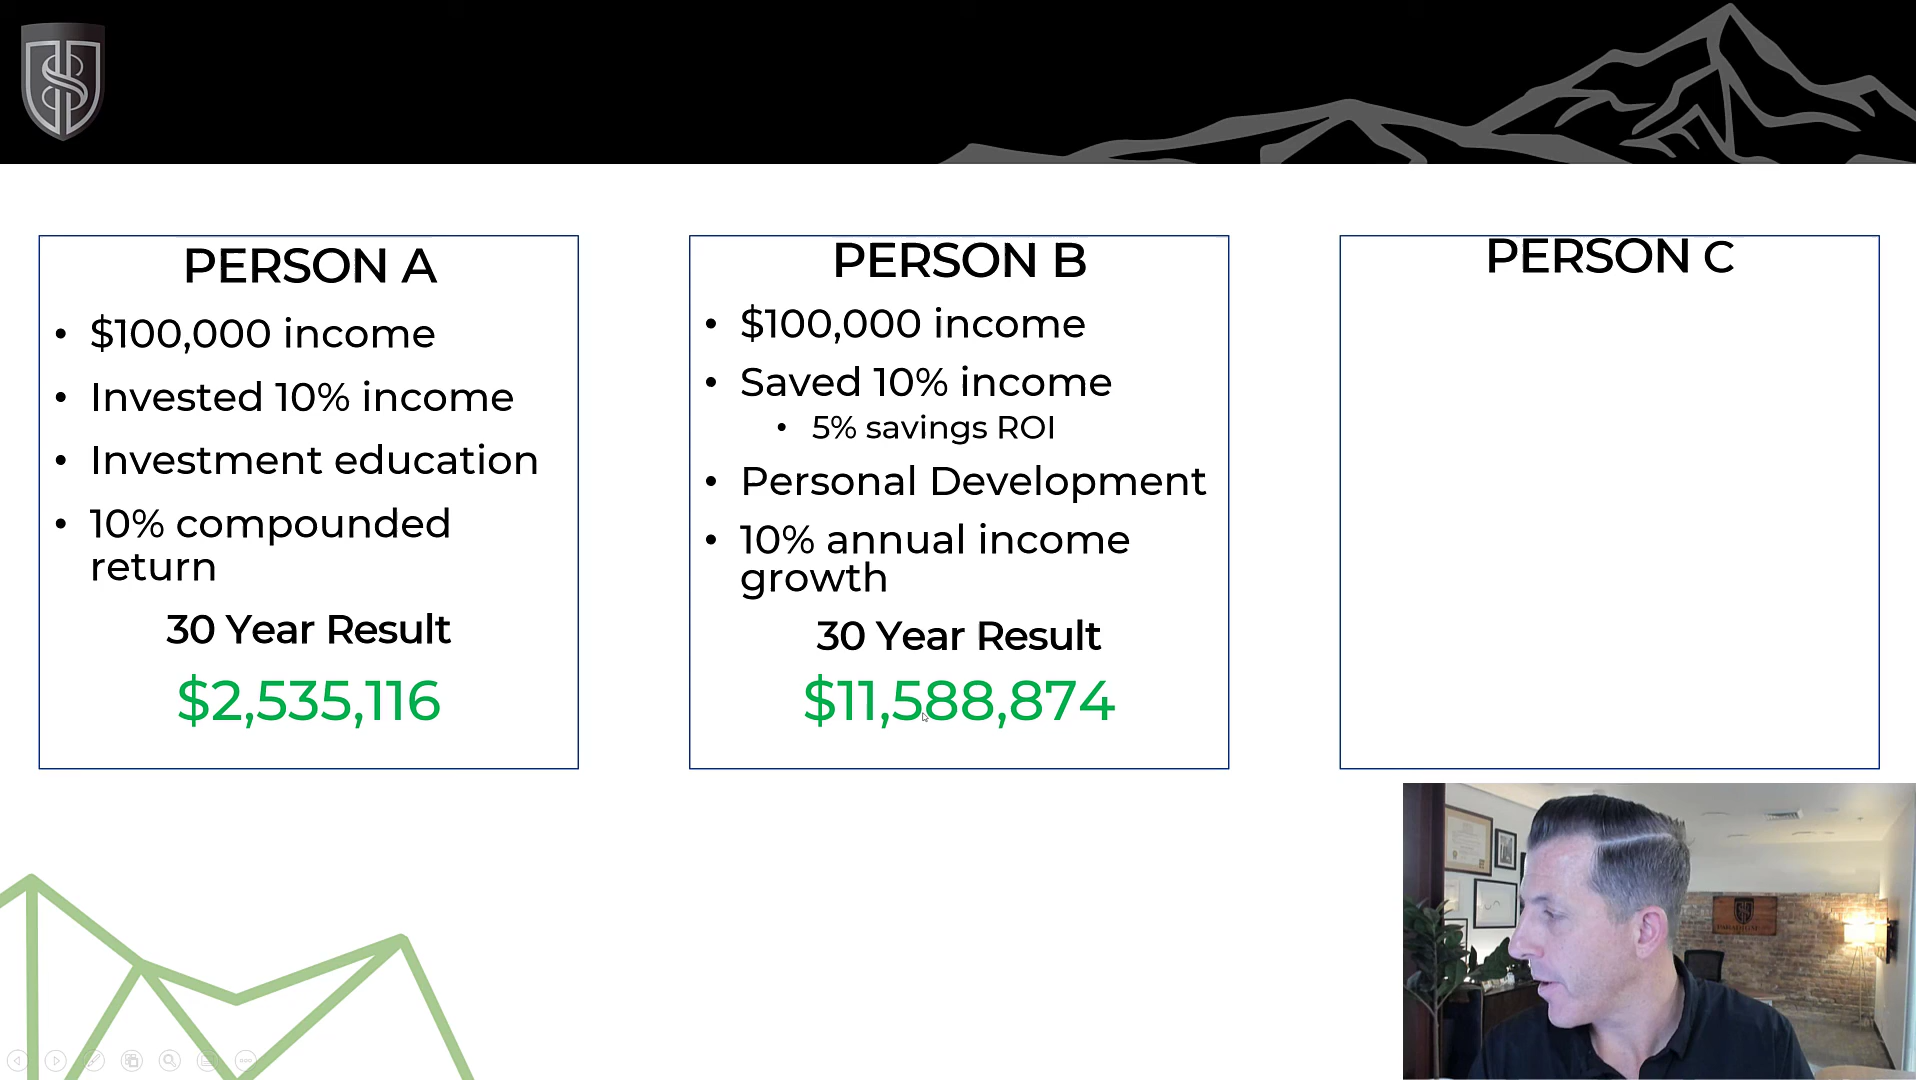 PERSON A
• $100,000 income
• Invested 10% income
• Investment education
• 10% compounded
return
30 Year Result
$2,535,116
PERSON B
• $100,000 income
• Saved 10% income
• 5% savings ROI
• Personal Development
• 10% annual income
growth
30 Year Result
$11,588,874
PERSON C